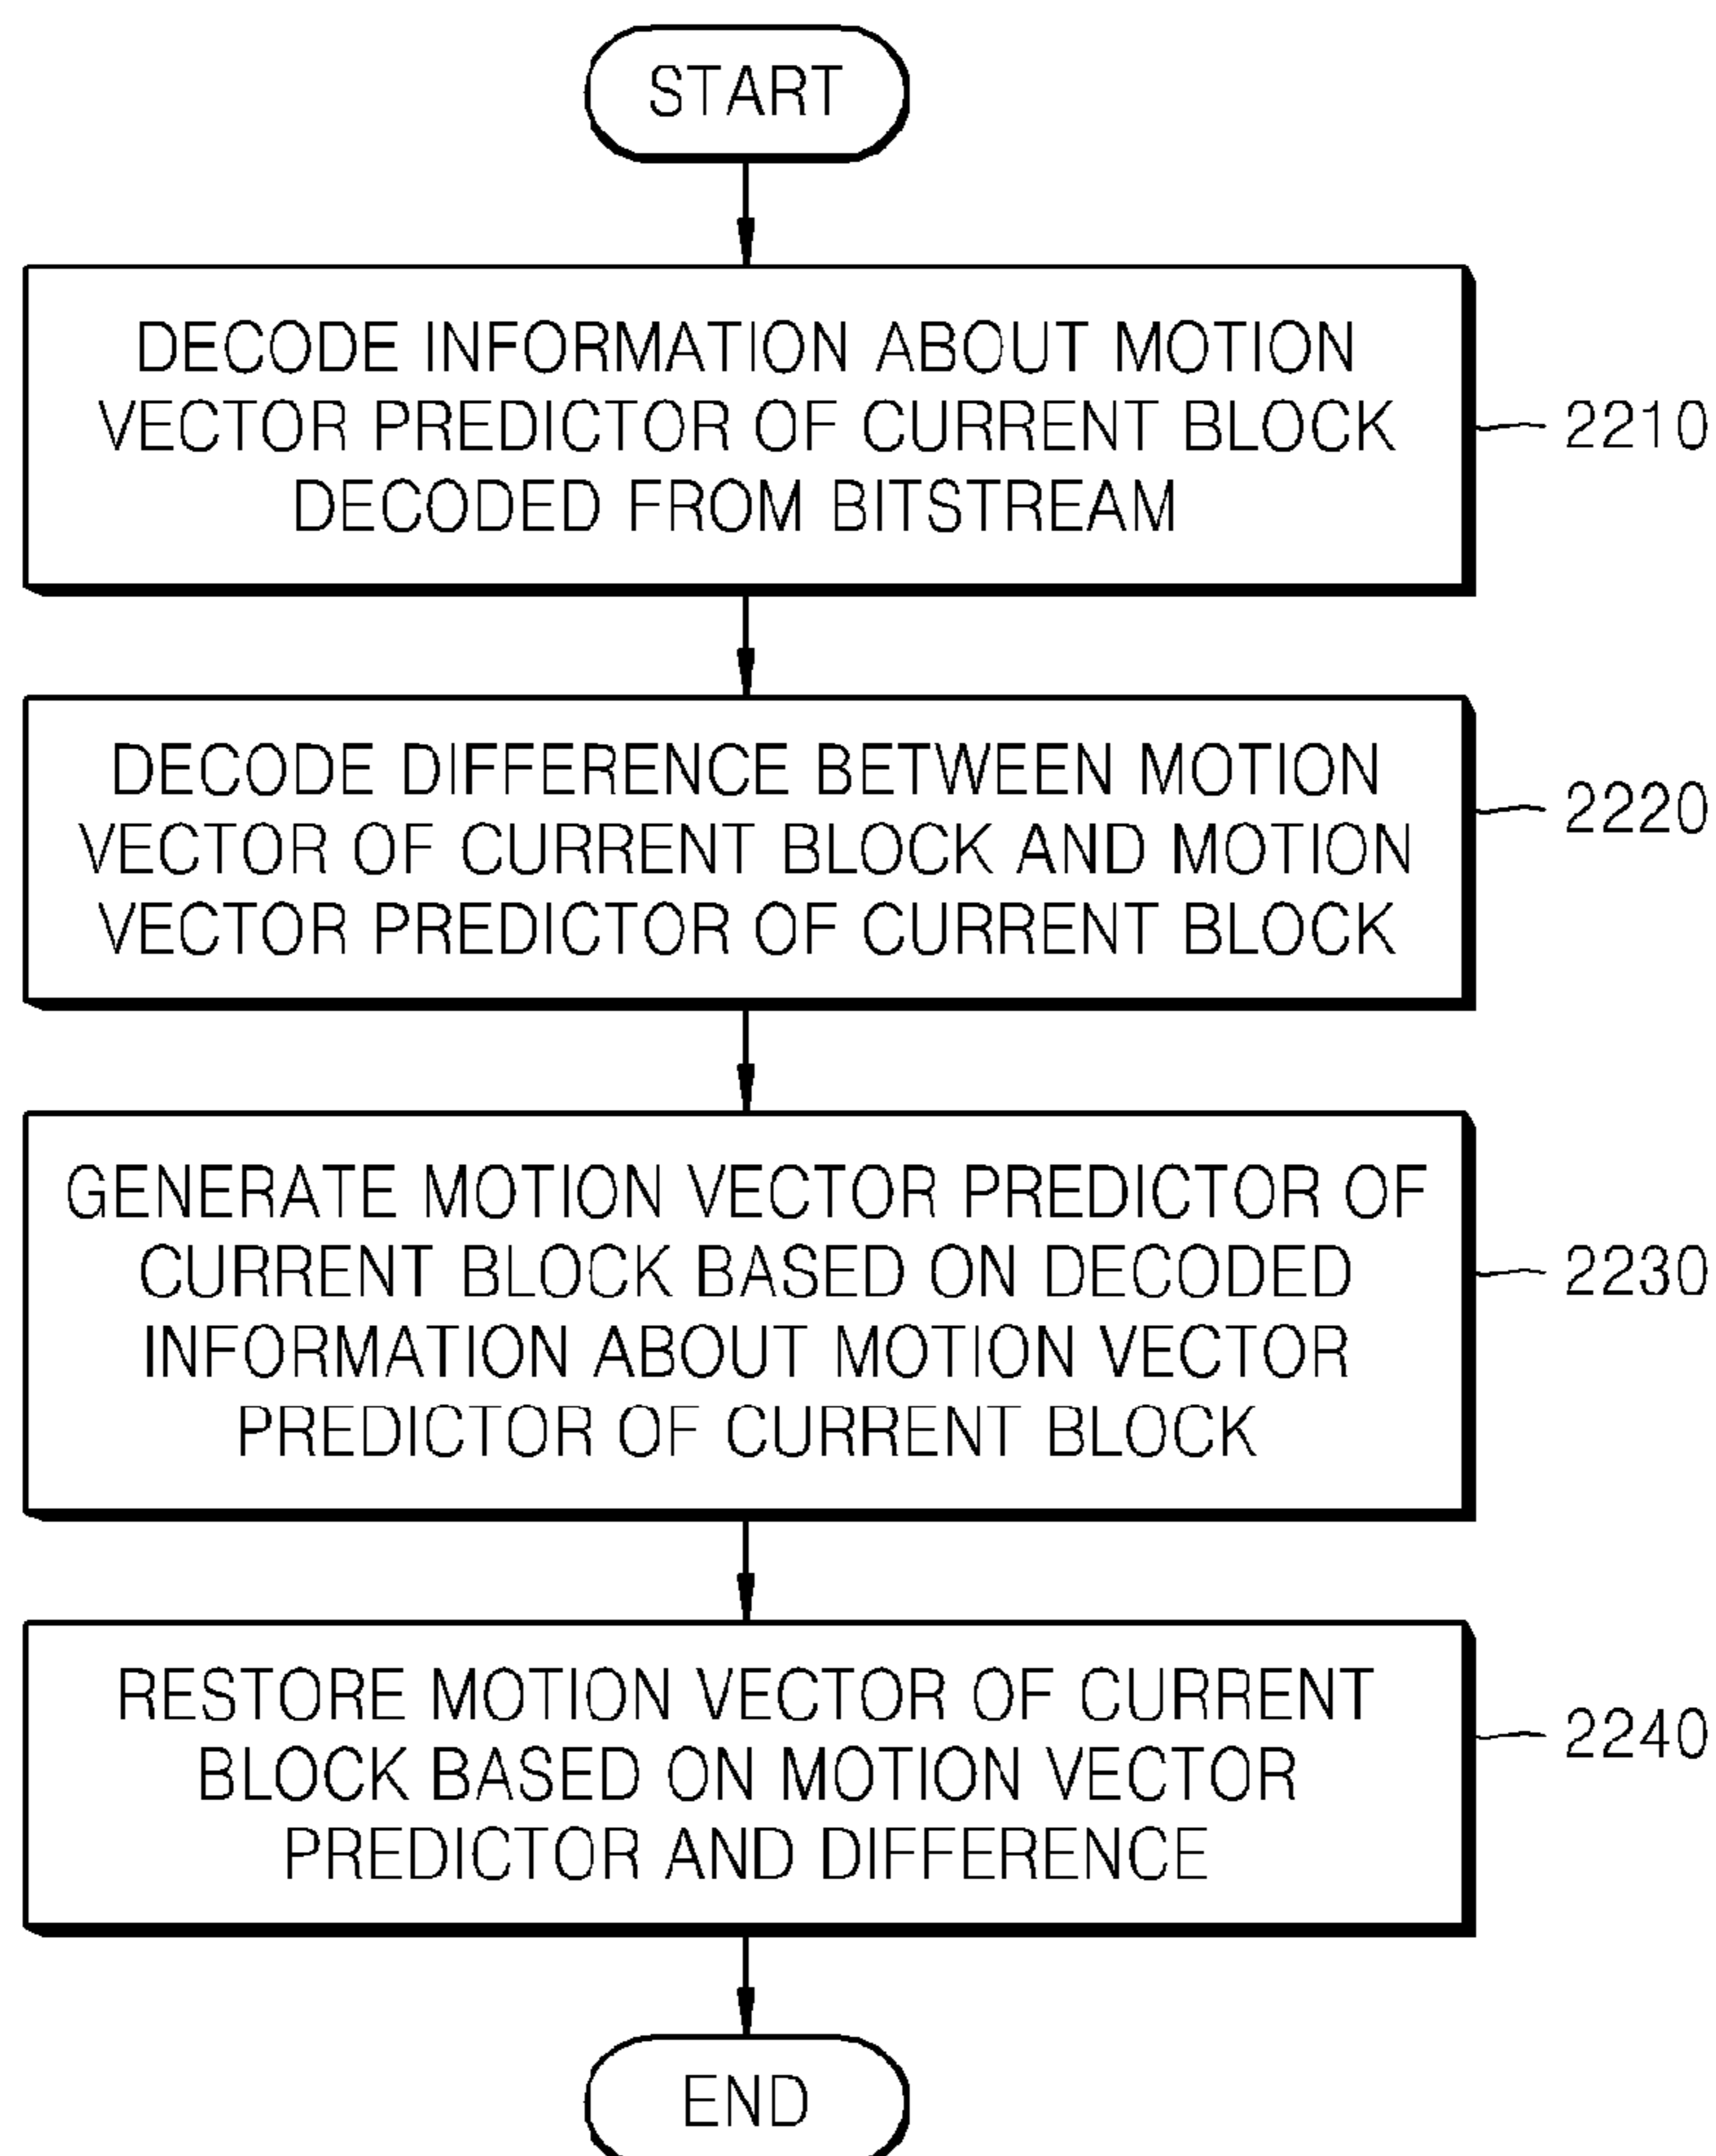 START
DECODE INFORMATION ABOUT MOTION
VECTOR PREDICTOR OF CURRENT BLOCK
DECODED FROM BITSTREAM
2210
DECODE DIFFERENCE BETWEEN MOTION
VECTOR OF CURRENT BLOCK AND MOTION
VECTOR PREDICTOR OF CURRENT BLOCK
2220
GENERATE MOTION VECTOR PREDICTOR OF
CURRENT BLOCK BASED ON DECODED
INFORMATION ABOUT MOTION VECTOR
PREDICTOR OF CURRENT BLOCK
2230
RESTORE MOTION VECTOR OF CURRENT
BLOCK BASED ON MOTION VECTOR
PREDICTOR AND DIFFERENCE
2240
END